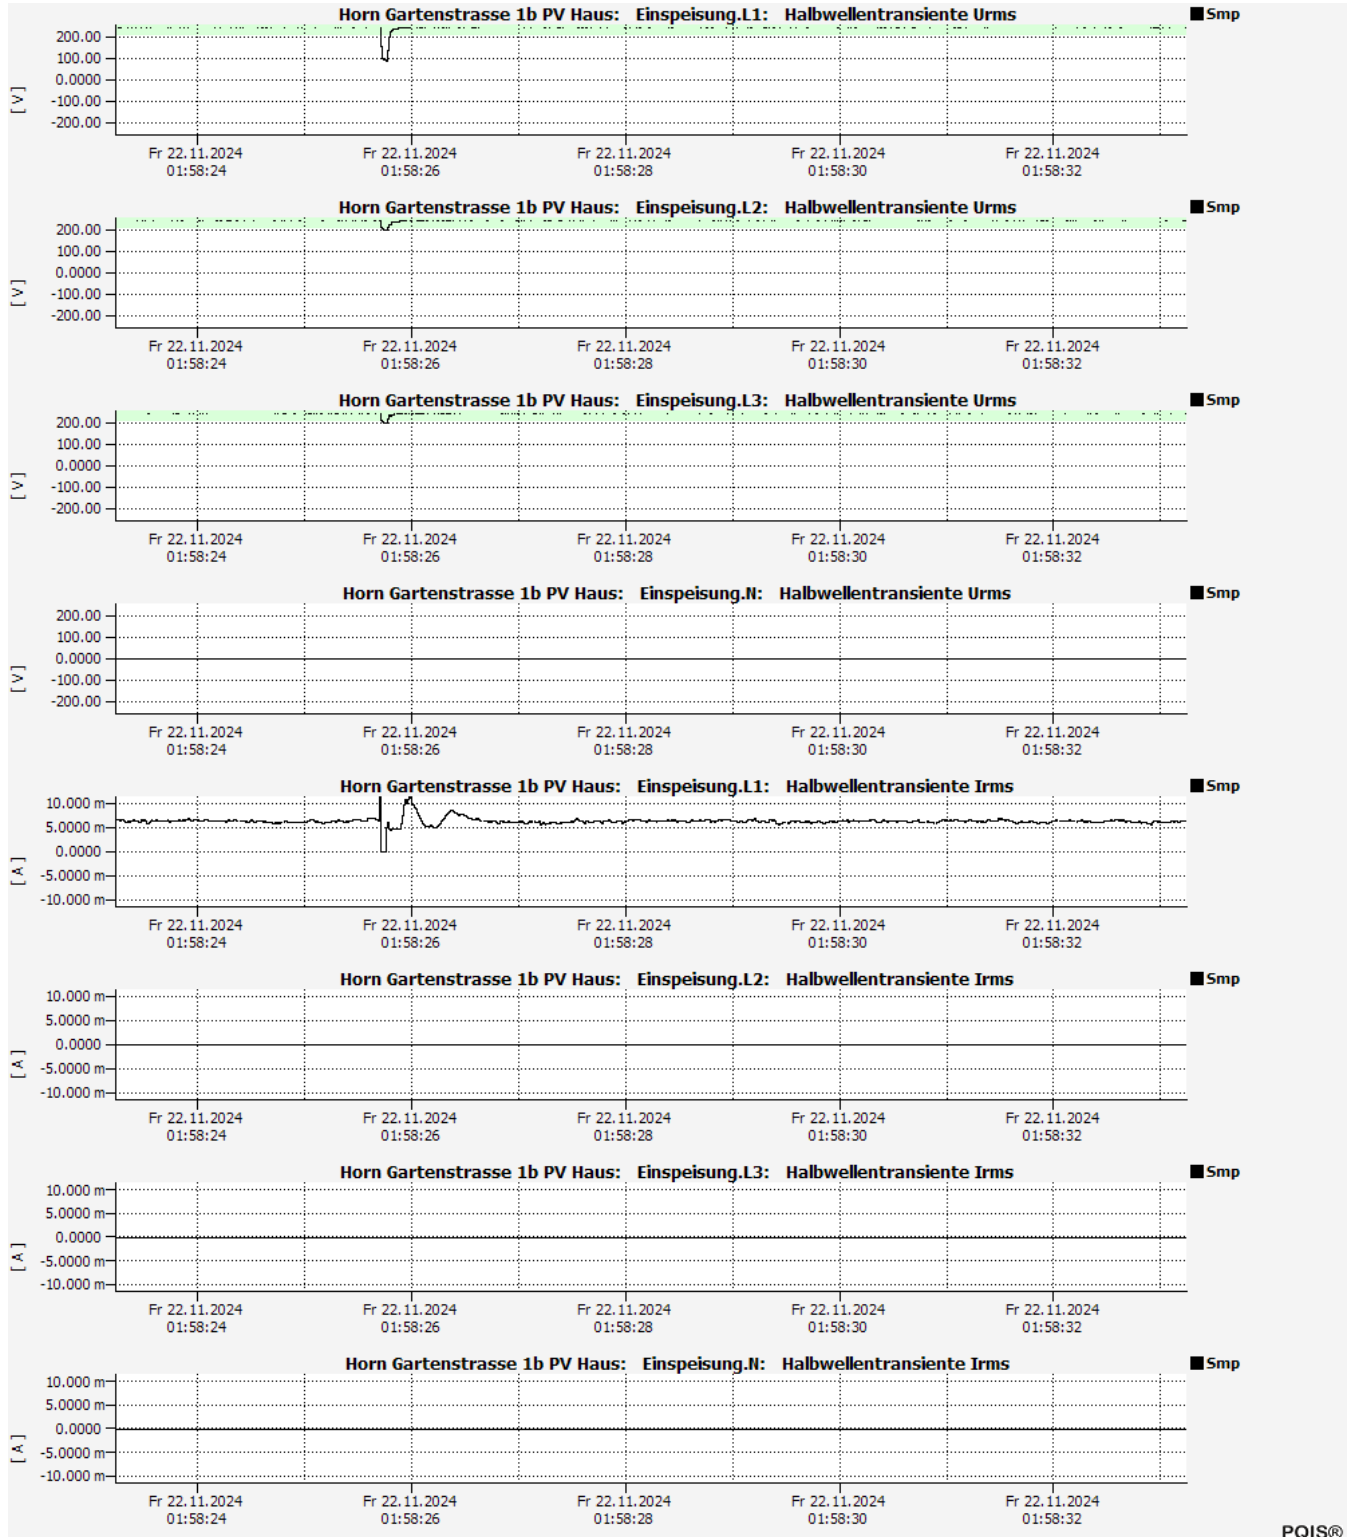 Horn Gartenstrasse 1b PV Haus: Einspeisung.L1: Halbwellentransiente Urms
Smp
200.00
100.00
0.0000
-100.00
-200.00
[ V ]
Fr 22.11.2024 Fr 22.11.2024 Fr 22.11.2024 Fr 22.11.2024 Fr 22.11.2024
01:58:24 01:58:26 01:58:28 01:58:30 01:58:32
Horn Gartenstrasse 1b PV Haus: Einspeisung.L2: Halbwellentransiente Urms
Smp
200.00
100.00
0.0000
-100.00
-200.00
[ V ]
Fr 22.11.2024 Fr 22.11.2024 Fr 22.11.2024 Fr 22.11.2024 Fr 22.11.2024
01:58:24 01:58:26 01:58:28 01:58:30 01:58:32
Horn Gartenstrasse 1b PV Haus: Einspeisung.L3: Halbwellentransiente Urms
Smp
200.00
100.00
0.0000
-100.00
-200.00
[ V ]
Fr 22.11.2024 Fr 22.11.2024 Fr 22.11.2024 Fr 22.11.2024 Fr 22.11.2024
01:58:24 01:58:26 01:58:28 01:58:30 01:58:32
Horn Gartenstrasse 1b PV Haus: Einspeisung.N: Halbwellentransiente Urms
Smp
200.00
100.00
0.0000
-100.00
-200.00
[ V ]
Fr 22.11.2024 Fr 22.11.2024 Fr 22.11.2024 Fr 22.11.2024 Fr 22.11.2024
01:58:24 01:58:26 01:58:28 01:58:30 01:58:32
Horn Gartenstrasse 1b PV Haus: Einspeisung.L1: Halbwellentransiente Irms
Smp
10.000 m
5.0000 m
0.0000
-5.0000 m
-10.000 m
[ A ]
Fr 22.11.2024 Fr 22.11.2024 Fr 22.11.2024 Fr 22.11.2024 Fr 22.11.2024
01:58:24 01:58:26 01:58:28 01:58:30 01:58:32
Horn Gartenstrasse 1b PV Haus: Einspeisung.L2: Halbwellentransiente Irms
Smp
10.000 m
5.0000 m
0.0000
-5.0000 m
-10.000 m
[ A ]
Fr 22.11.2024 Fr 22.11.2024 Fr 22.11.2024 Fr 22.11.2024 Fr 22.11.2024
01:58:24 01:58:26 01:58:28 01:58:30 01:58:32
Horn Gartenstrasse 1b PV Haus: Einspeisung.L3: Halbwellentransiente Irms
Smp
10.000 m
5.0000 m
0.0000
-5.0000 m
-10.000 m
[ A ]
Fr 22.11.2024 Fr 22.11.2024 Fr 22.11.2024 Fr 22.11.2024 Fr 22.11.2024
01:58:24 01:58:26 01:58:28 01:58:30 01:58:32
Horn Gartenstrasse 1b PV Haus: Einspeisung.N: Halbwellentransiente Irms
Smp
10.000 m
5.0000 m
0.0000
-5.0000 m
-10.000 m
[ A ]
Fr 22.11.2024 Fr 22.11.2024 Fr 22.11.2024 Fr 22.11.2024 Fr 22.11.2024
01:58:24 01:58:26 01:58:28 01:58:30 01:58:32
PQIS®